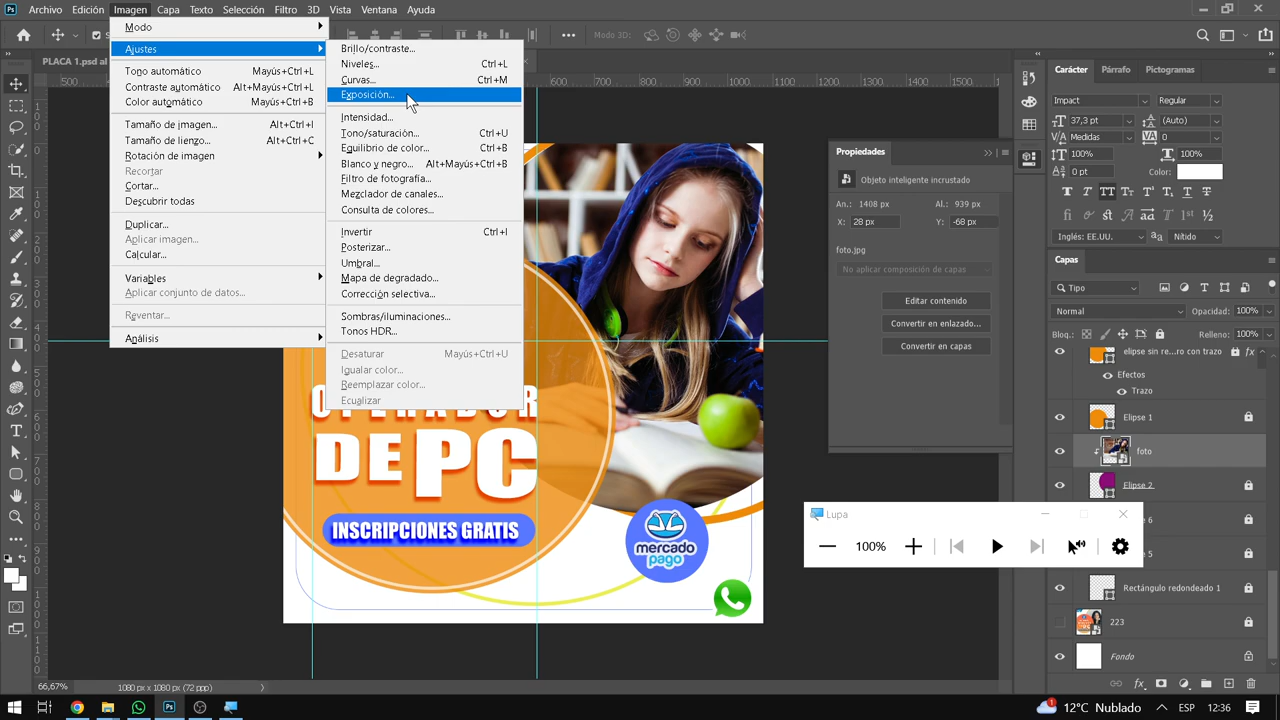 Archivo Edición Imagen Capa Texto Selección Filtro 3D Vista Ventana Ayuda
Modo 3D:
PLACA 1.psd al
Modo
Ajustes
Tono automático Mayús+Ctrl+L
Contraste automático Alt+Mayús+Ctrl+L
Color automático Mayús+Ctrl+B
Tamaño de imagen... Alt+Ctrl+I
Tamaño de lienzo... Alt+Ctrl+C
Rotación de imagen
Recortar
Cortar...
Descubrir todas
Duplicar...
Aplicar imagen...
Calcular...
Variables
Aplicar conjunto de datos...
Reventar...
Análisis
Brillo/contraste...
Niveles... Ctrl+L
Curvas... Ctrl+M
Exposición...
Intensidad...
Tono/saturación... Ctrl+U
Equilibrio de color... Ctrl+B
Blanco y negro... Alt+Mayús+Ctrl+B
Filtro de fotografía...
Mezclador de canales...
Consulta de colores...
Invertir Ctrl+I
Posterizar...
Umbral...
Mapa de degradado...
Corrección selectiva...
Sombras/iluminaciones...
Tonos HDR...
Desaturar Mayús+Ctrl+U
Igualar color...
Reemplazar color...
Ecualizar
OPERADOR
DE PC
INSCRIPCIONES GRATIS
mercado
pago
Propiedades
Objeto inteligente incrustado
An.: 1408 px Al.: 939 px
X: 28 px Y: -68 px
foto.jpg
No aplicar composición de capas
Editar contenido
Convertir en enlazado...
Convertir en capas
Carácter Párrafo Pictogramas
Impact Regular
37,3 pt (Auto)
Medidas 0
100% 100%
0 pt Color:
Inglés: EE.UU. Nítido
Capas
Tipo
Normal Opacidad: 100%
Bloq.: Relleno: 100%
elipse sin re...ro con trazo fx
Efectos
Trazo
Elipse 1
foto
Elipse 2
Lupa
100%
Rectángulo redondeado 1
223
Fondo
66,67% 1080 px x 1080 px (72 ppp)
12°C Nublado ESP 12:36